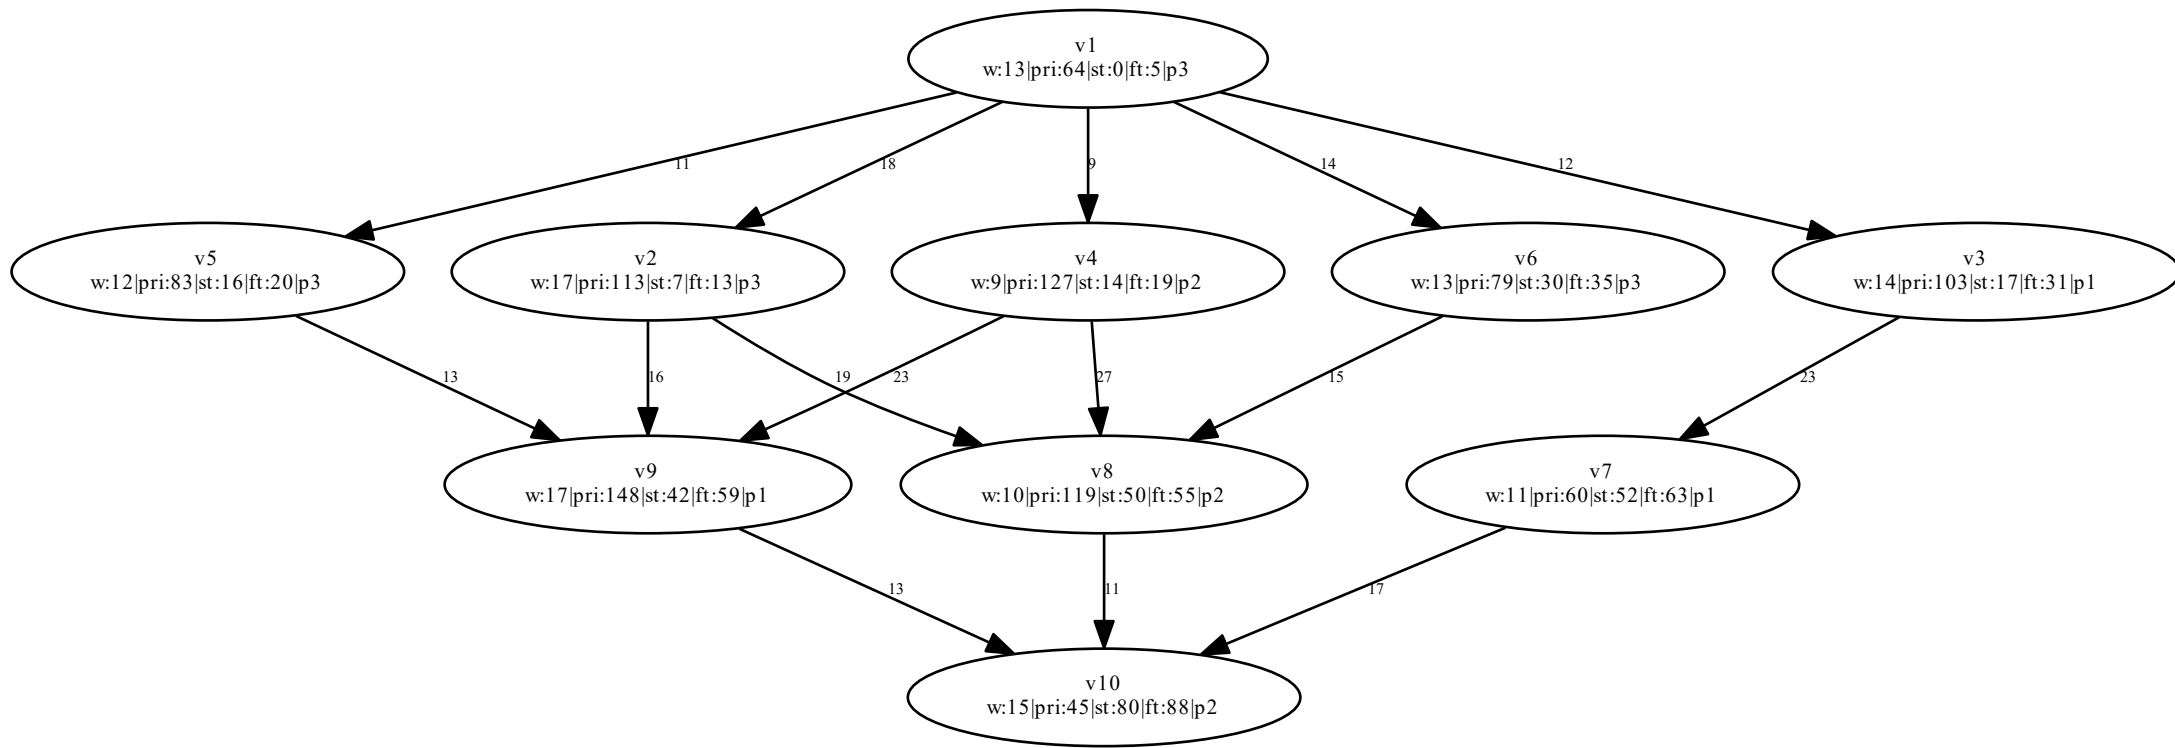 v1
w:13|pri:64|st:0|ft:5|p3
11
18
9
14
12
v5
w:12|pri:83|st:16|ft:20|p3
v2
w:17|pri:113|st:7|ft:13|p3
v4
w:9|pri:127|st:14|ft:19|p2
v6
w:13|pri:79|st:30|ft:35|p3
v3
w:14|pri:103|st:17|ft:31|p1
13
16
19
23
27
15
23
v9
w:17|pri:148|st:42|ft:59|p1
v8
w:10|pri:119|st:50|ft:55|p2
v7
w:11|pri:60|st:52|ft:63|p1
13
11
17
v10
w:15|pri:45|st:80|ft:88|p2